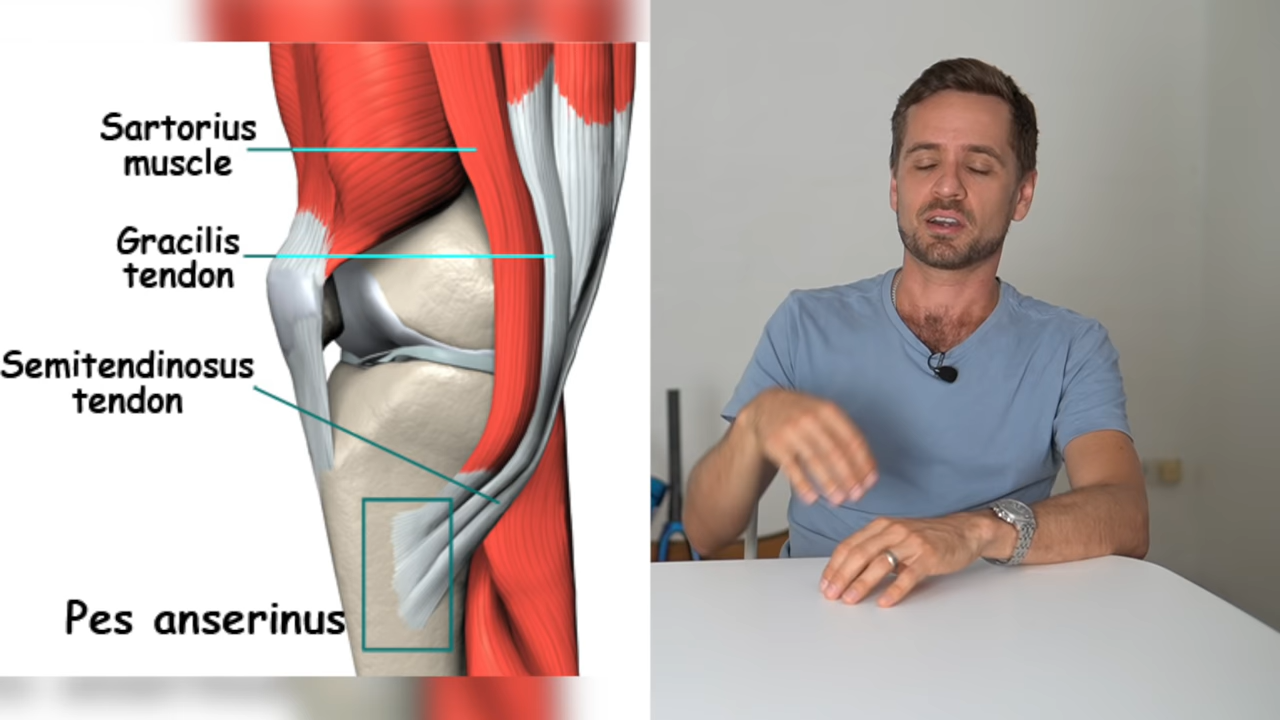 Sartorius
muscle
Gracilis
tendon
Semitendinosus
tendon
Pes anserinus